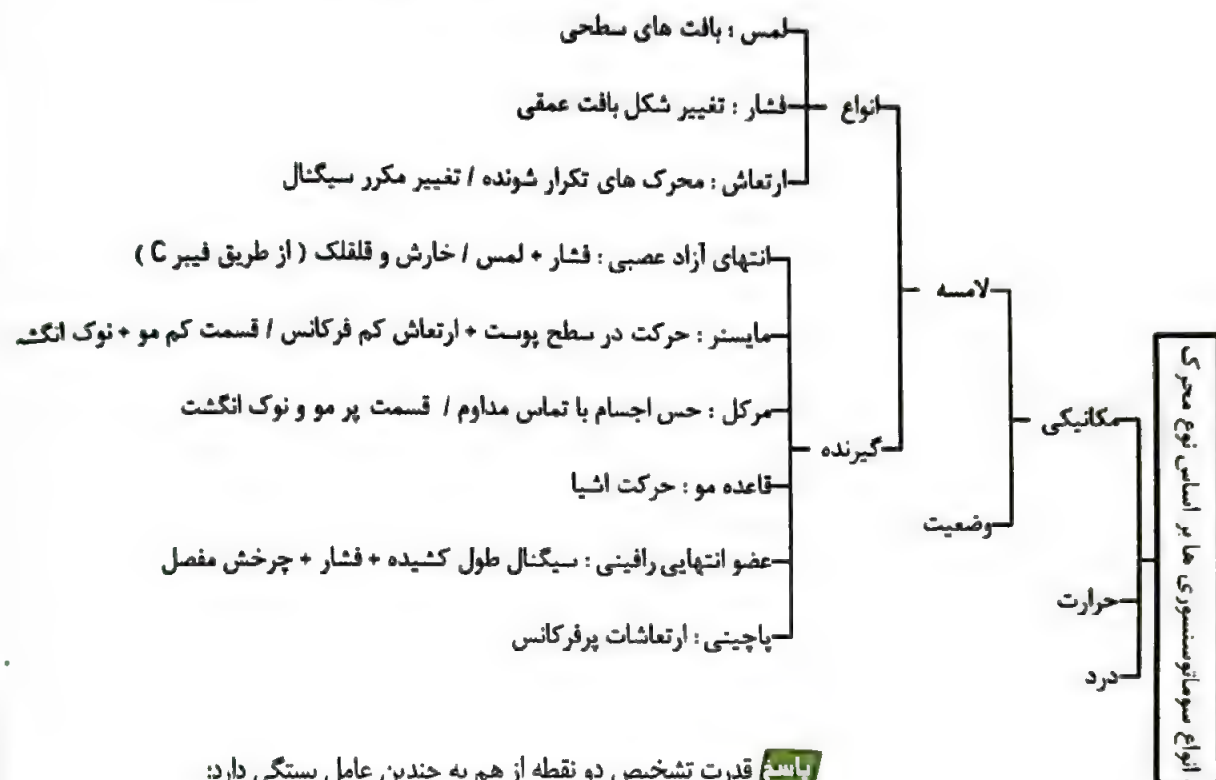 انواع سوماتوسنسوری ها بر اساس نوع محرک
مکانیکی
لامسه
انواع
لمس : بافت های سطحی
فشار : تغییر شکل بافت عمقی
ارتعاش : محرک های تکرار شونده / تغییر مکرر سیگنال
گیرنده
انتهای آزاد عصبی : فشار + لمس / خارش و قلقلک ( از طریق فیبر C )
مایسنر : حرکت در سطح پوست + ارتعاش کم فرکانس / قسمت کم مو + نوک انگش
مرکل : حس اجسام با تماس مداوم / قسمت پر مو و نوک انگشت
قاعده مو : حرکت اشیا
عضو انتهایی رافینی : سیگنال طول کشیده + فشار + چرخش مفصل
پاچینی : ارتعاشات پرفرکانس
وضعیت
حرارت
درد
پاسخ قدرت تشخیص دو نقطه از هم به چندین عامل بستگی دارد: